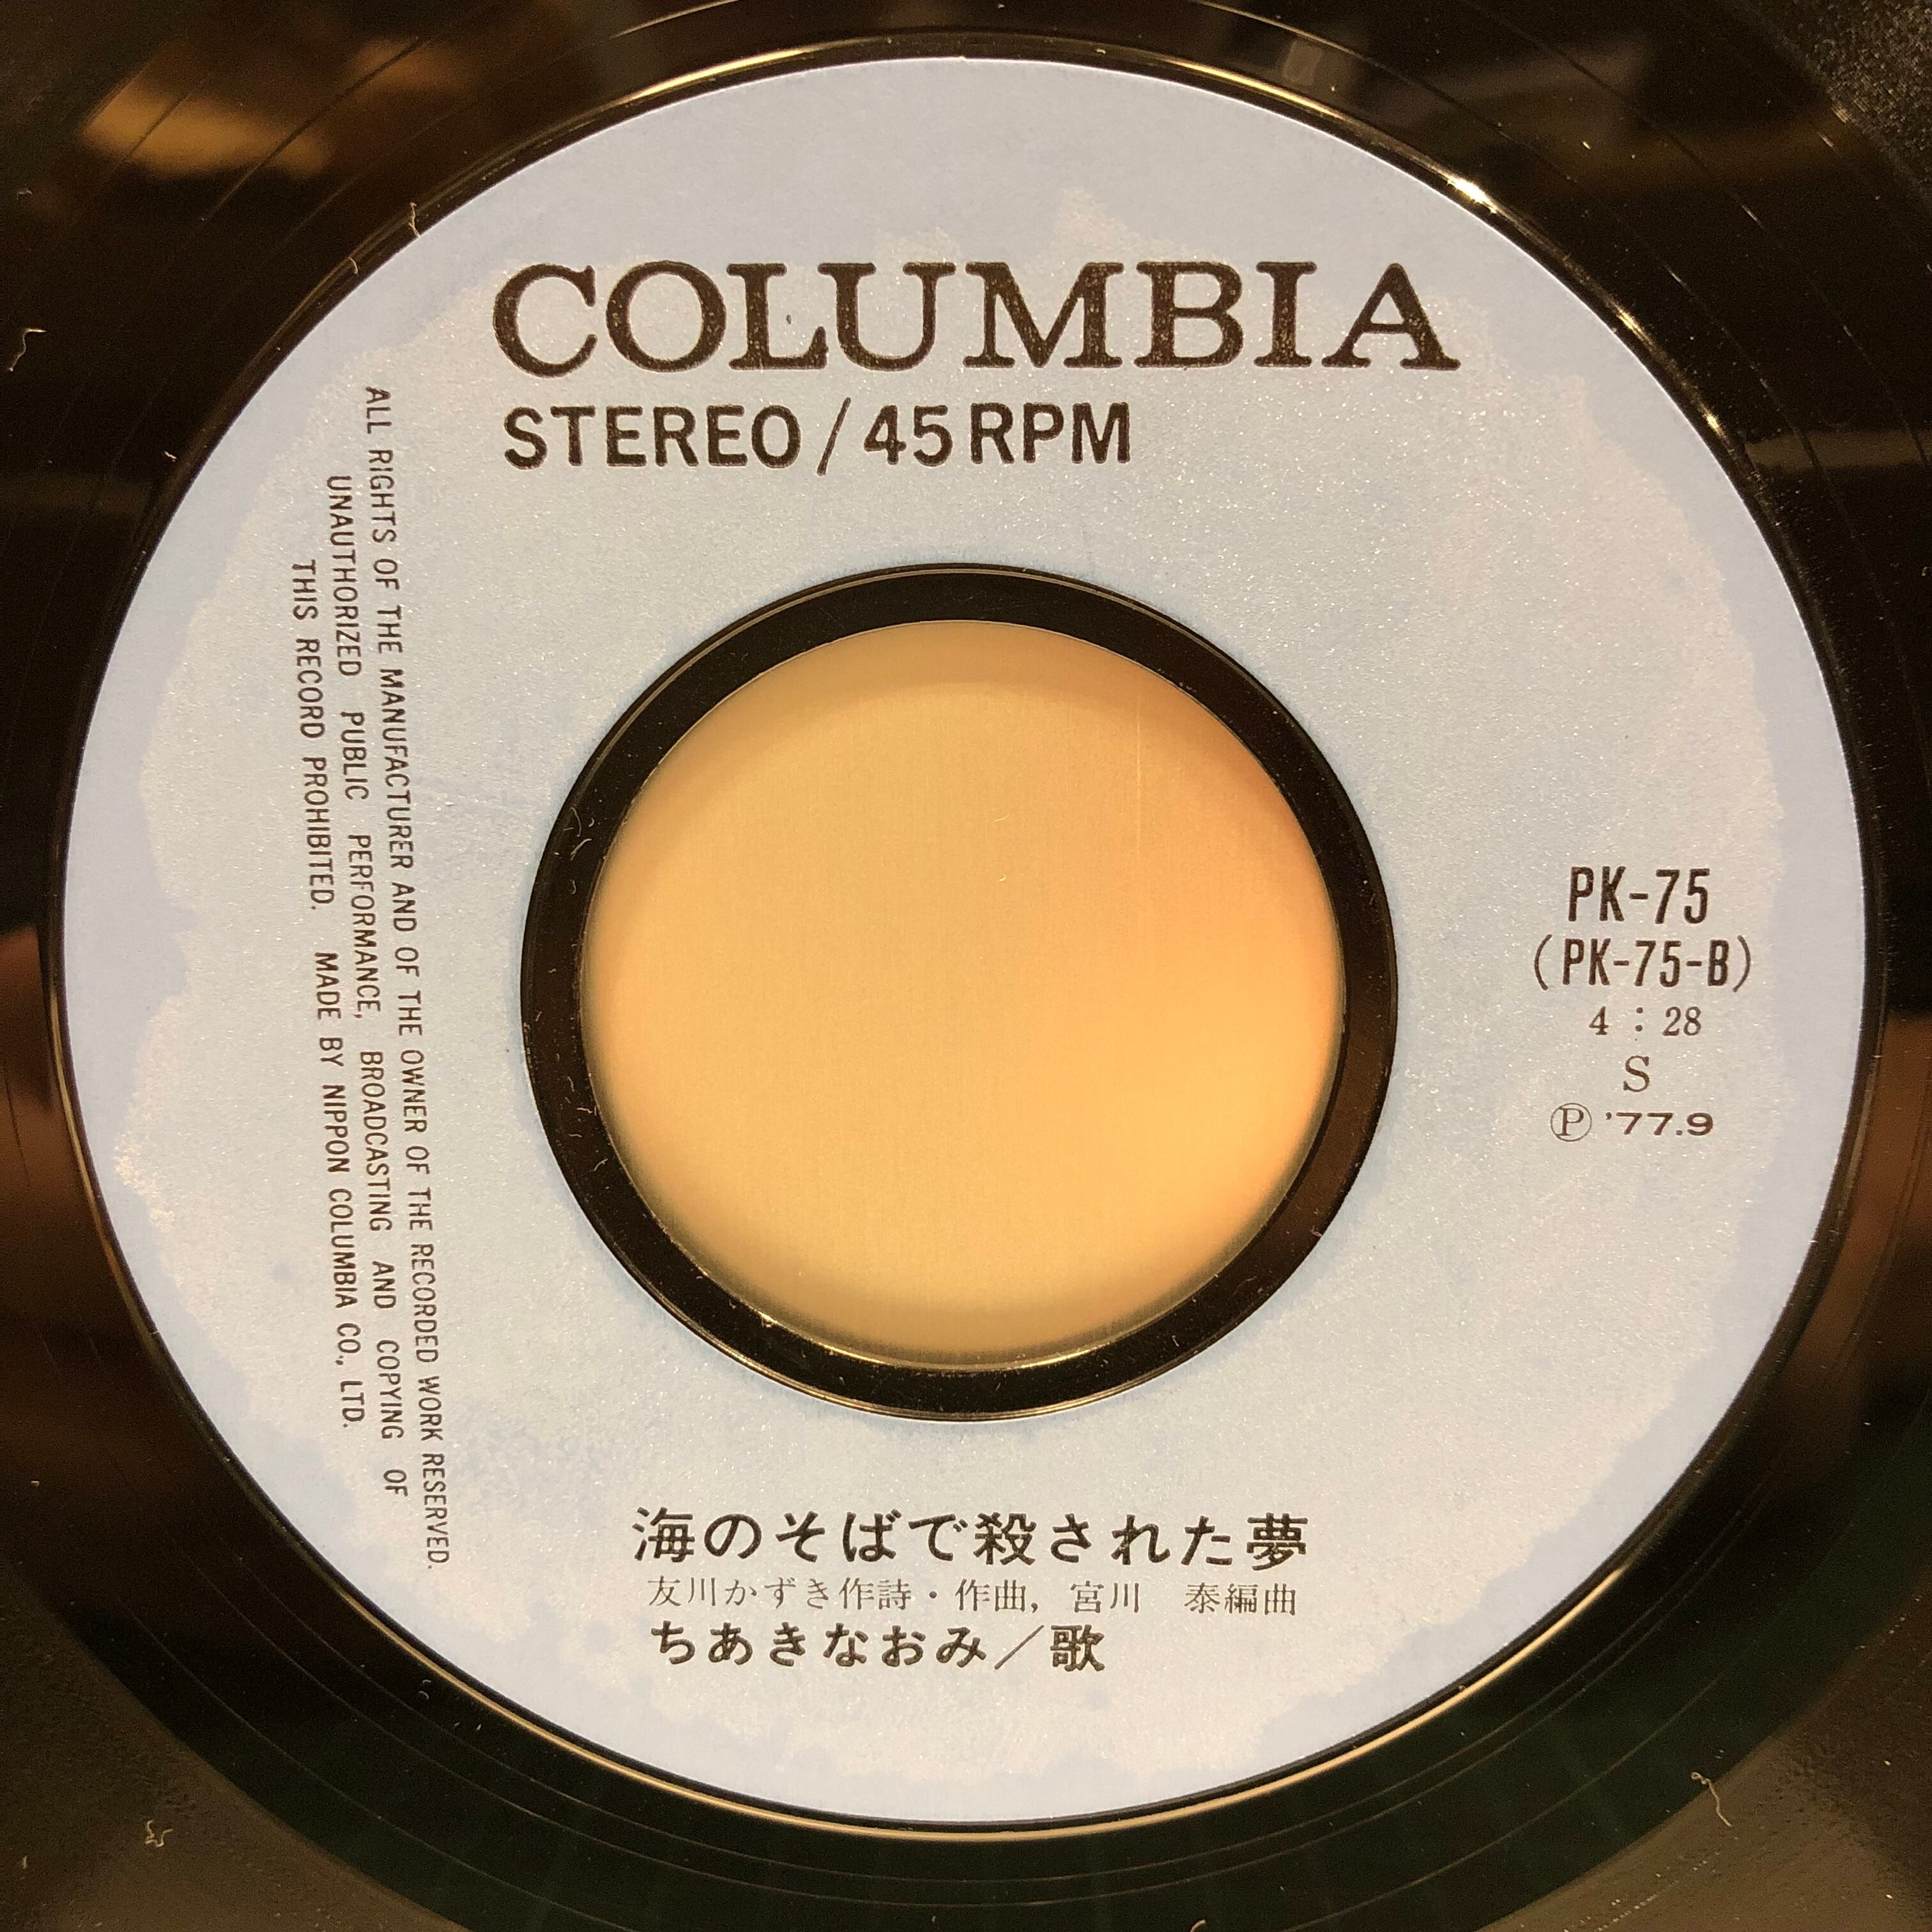 COLUMBIA
STEREO/45RPM
ALL RIGHTS OF THE MANUFACTURER AND OF THE OWNER OF THE RECORDED WORK RESERVED.
UNAUTHORIZED PUBLIC PERFORMANCE, BROADCASTING AND COPYING OF
THIS RECORD PROHIBITED. MADE BY NIPPON COLUMBIA CO., LTD.
PK-75
(PK-75-B)
4:28
S
Ⓟ '77.9
海のそばで殺された夢
友川かずき作詩・作曲, 宮川　泰編曲
ちあきなおみ／歌